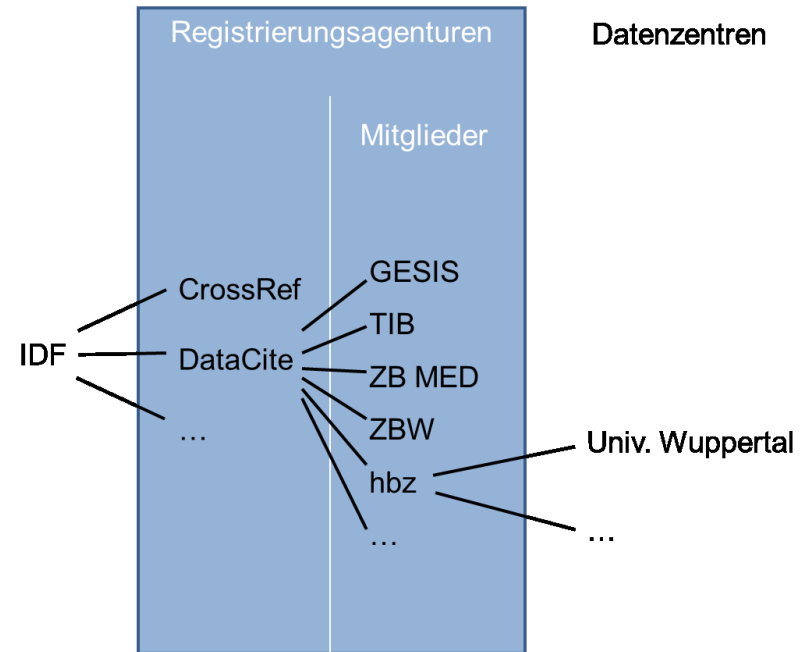 Registrierungsagenturen
Datenzentren
Mitglieder
CrossRef
GESIS
TIB
IDF
DataCite
ZB MED
…
ZBW
Univ. Wuppertal
hbz
…
…